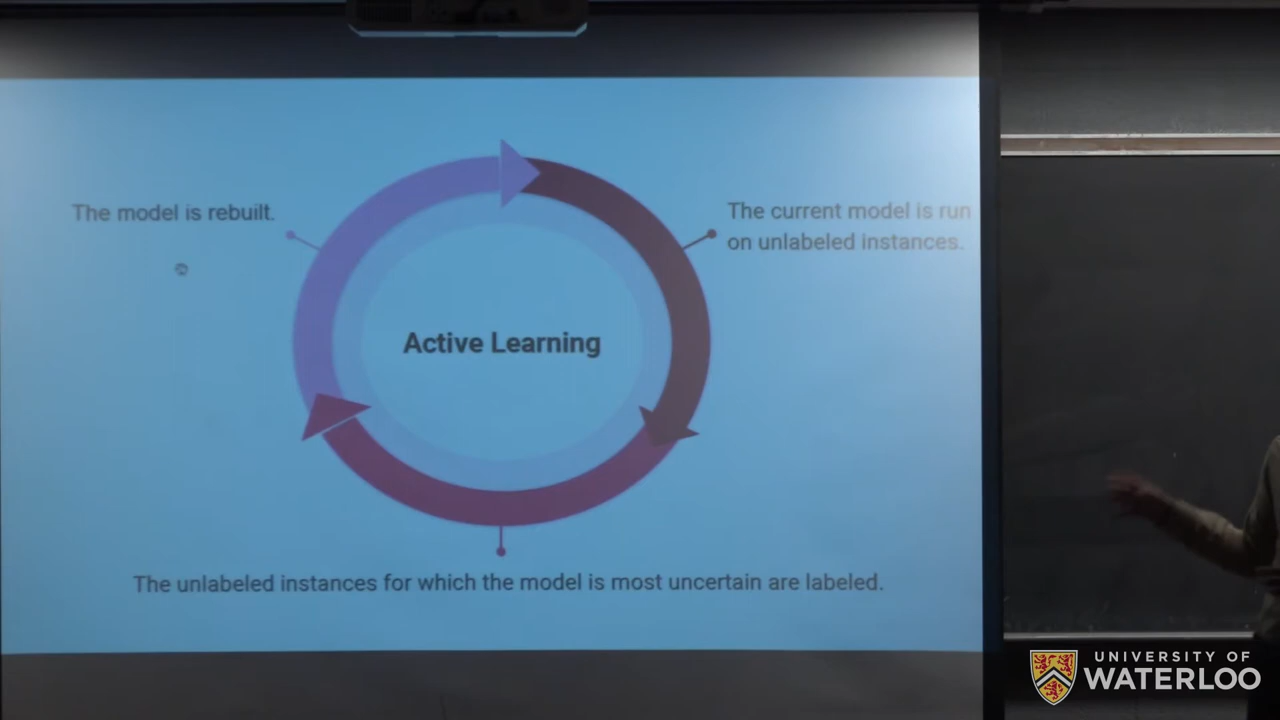 The model is rebuilt.
The current model is run
on unlabeled instances.
Active Learning
The unlabeled instances for which the model is most uncertain are labeled.
UNIVERSITY OF
WATERLOO